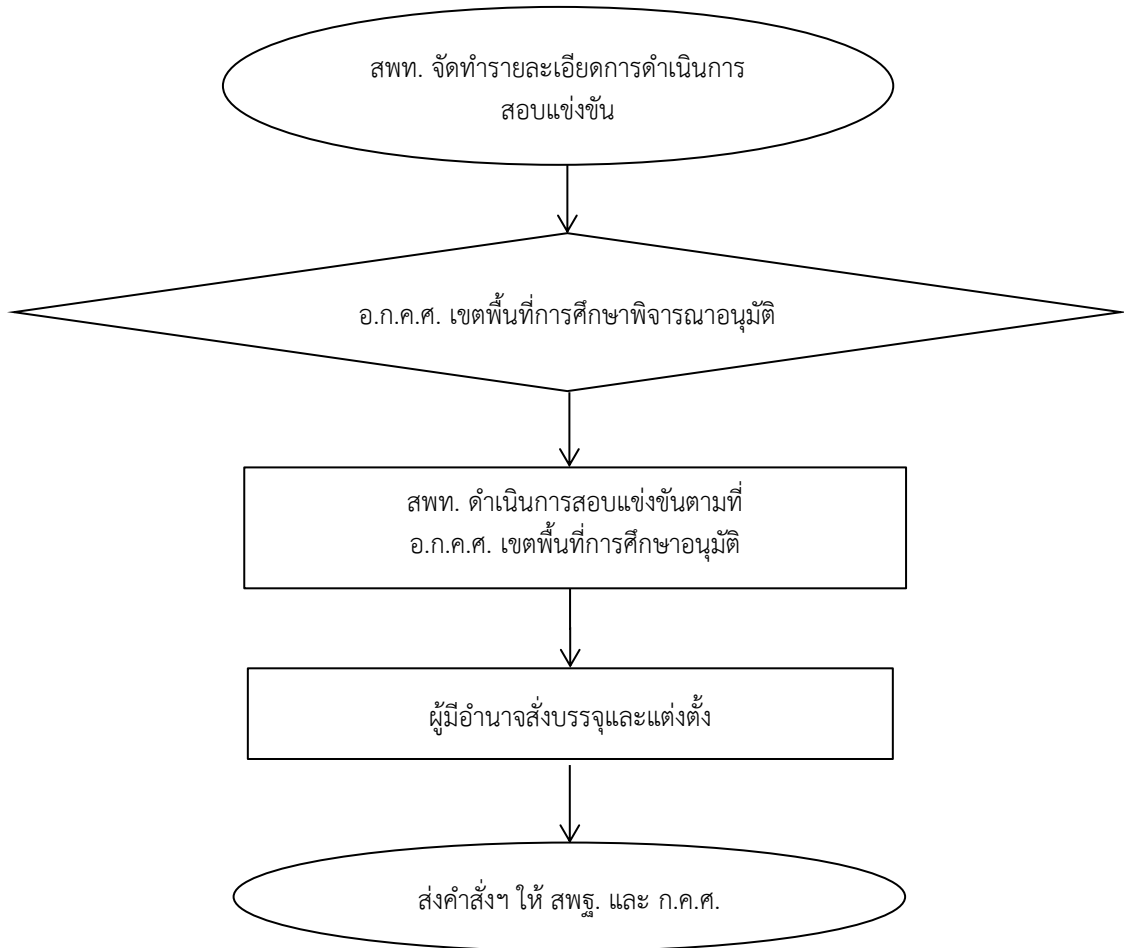 สพท. จัดทำรายละเอียดการดำเนินการ
สอบแข่งขัน
อ.ก.ค.ศ. เขตพื้นที่การศึกษาพิจารณาอนุมัติ
สพท. ดำเนินการสอบแข่งขันตามที่
อ.ก.ค.ศ. เขตพื้นที่การศึกษาอนุมัติ
ผู้มีอำนาจสั่งบรรจุและแต่งตั้ง
ส่งคำสั่งฯ ให้ สพฐ. และ ก.ค.ศ.